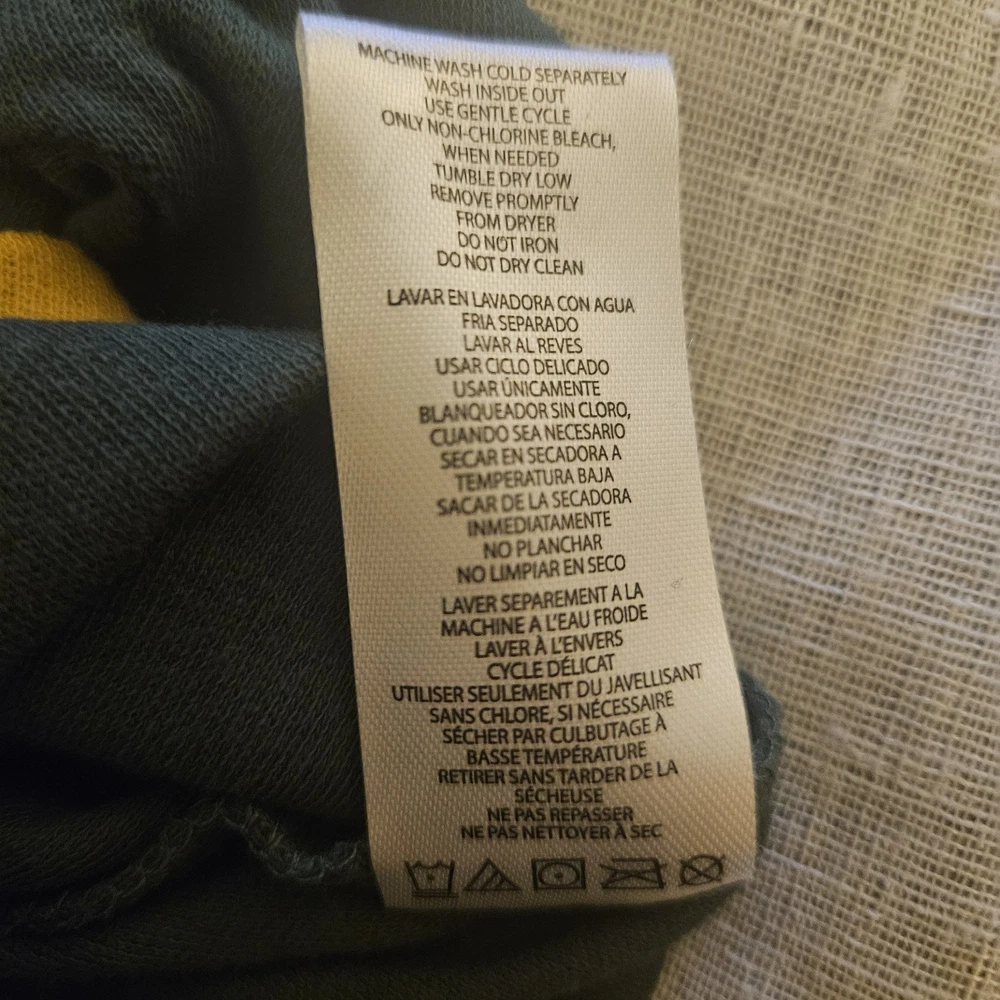 MACHINE WASH COLD SEPARATELY
WASH INSIDE OUT
USE GENTLE CYCLE
ONLY NON-CHLORINE BLEACH,
WHEN NEEDED
TUMBLE DRY LOW
REMOVE PROMPTLY
FROM DRYER
DO NOT IRON
DO NOT DRY CLEAN
LAVAR EN LAVADORA CON AGUA
FRIA SEPARADO
LAVAR AL REVES
USAR CICLO DELICADO
USAR ÚNICAMENTE
BLANQUEADOR SIN CLORO,
CUANDO SEA NECESARIO
SECAR EN SECADORA A
TEMPERATURA BAJA
SACAR DE LA SECADORA
INMEDIATAMENTE
NO PLANCHAR
NO LIMPIAR EN SECO
LAVER SEPAREMENT A LA
MACHINE A L'EAU FROIDE
LAVER À L'ENVERS
CYCLE DÉLICAT
UTILISER SEULEMENT DU JAVELLISANT
SANS CHLORE, SI NÉCESSAIRE
SÉCHER PAR CULBUTAGE À
BASSE TEMPÉRATURE
RETIRER SANS TARDER DE LA
SÉCHEUSE
NE PAS REPASSER
NE PAS NETTOYER À SEC